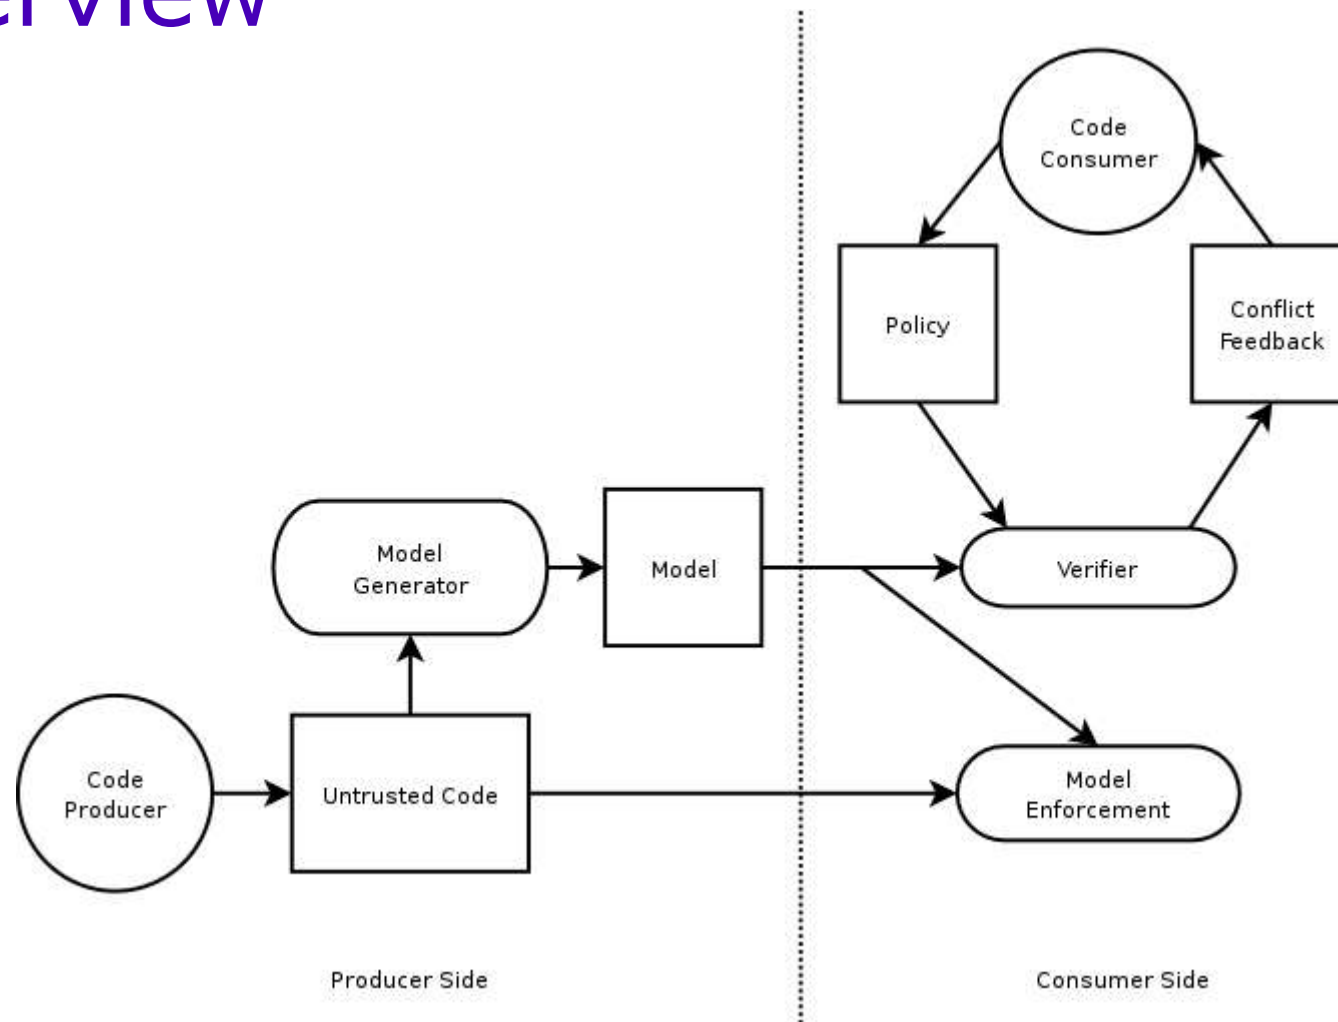 Code
Consumer
Policy
Conflict
Feedback
Model
Generator
Model
Verifier
Code
Producer
Untrusted Code
Model
Enforcement
Producer Side
Consumer Side